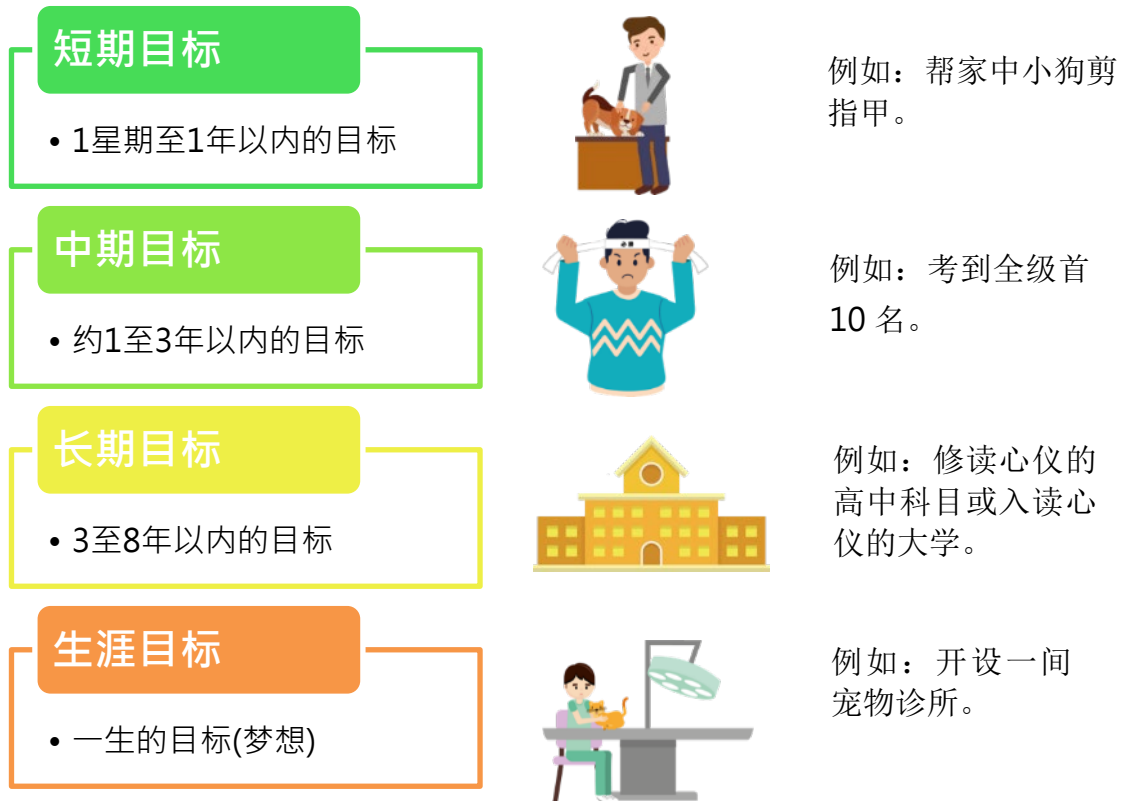 短期目标
• 1星期至1年以内的目标
例如：帮家中小狗剪
指甲。
中期目标
• 约1至3年以内的目标
例如：考到全级首
10 名。
长期目标
• 3至8年以内的目标
例如：修读心仪的
高中科目或入读心
仪的大学。
生涯目标
• 一生的目标(梦想)
例如：开设一间
宠物诊所。